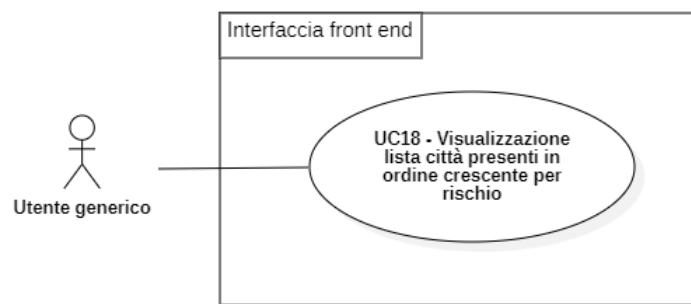 Interfaccia front end
UC18 - Visualizzazione
lista città presenti in
ordine crescente per
rischio
Utente generico